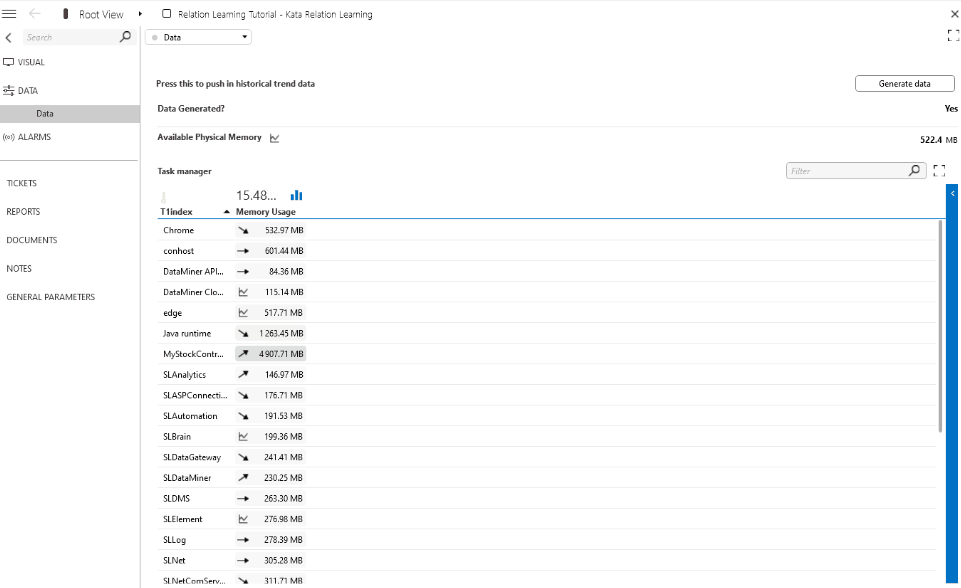 Root View
Relation Learning Tutorial - Kata Relation Learning
Search
Data
VISUAL
Press this to push in historical trend data
Generate data
DATA
Data Generated?
Yes
Data
ALARMS
Available Physical Memory
522.4 MB
Task manager
Filter
TICKETS
15.48...
REPORTS
T1index Memory Usage
Chrome 532.97 MB
DOCUMENTS
conhost 601.44 MB
NOTES
DataMiner API... 84.36 MB
GENERAL PARAMETERS
DataMiner Clo... 115.14 MB
edge 517.71 MB
Java runtime 1 263.45 MB
MyStockContr... 4 907.71 MB
SLAnalytics 146.97 MB
SLASPConnecti... 176.71 MB
SLAutomation 191.53 MB
SLBrain 199.36 MB
SLDataGateway 241.41 MB
SLDataMiner 230.25 MB
SLDMS 263.30 MB
SLElement 276.98 MB
SLLog 278.39 MB
SLNet 305.28 MB
SLNetComServ... 311.71 MB